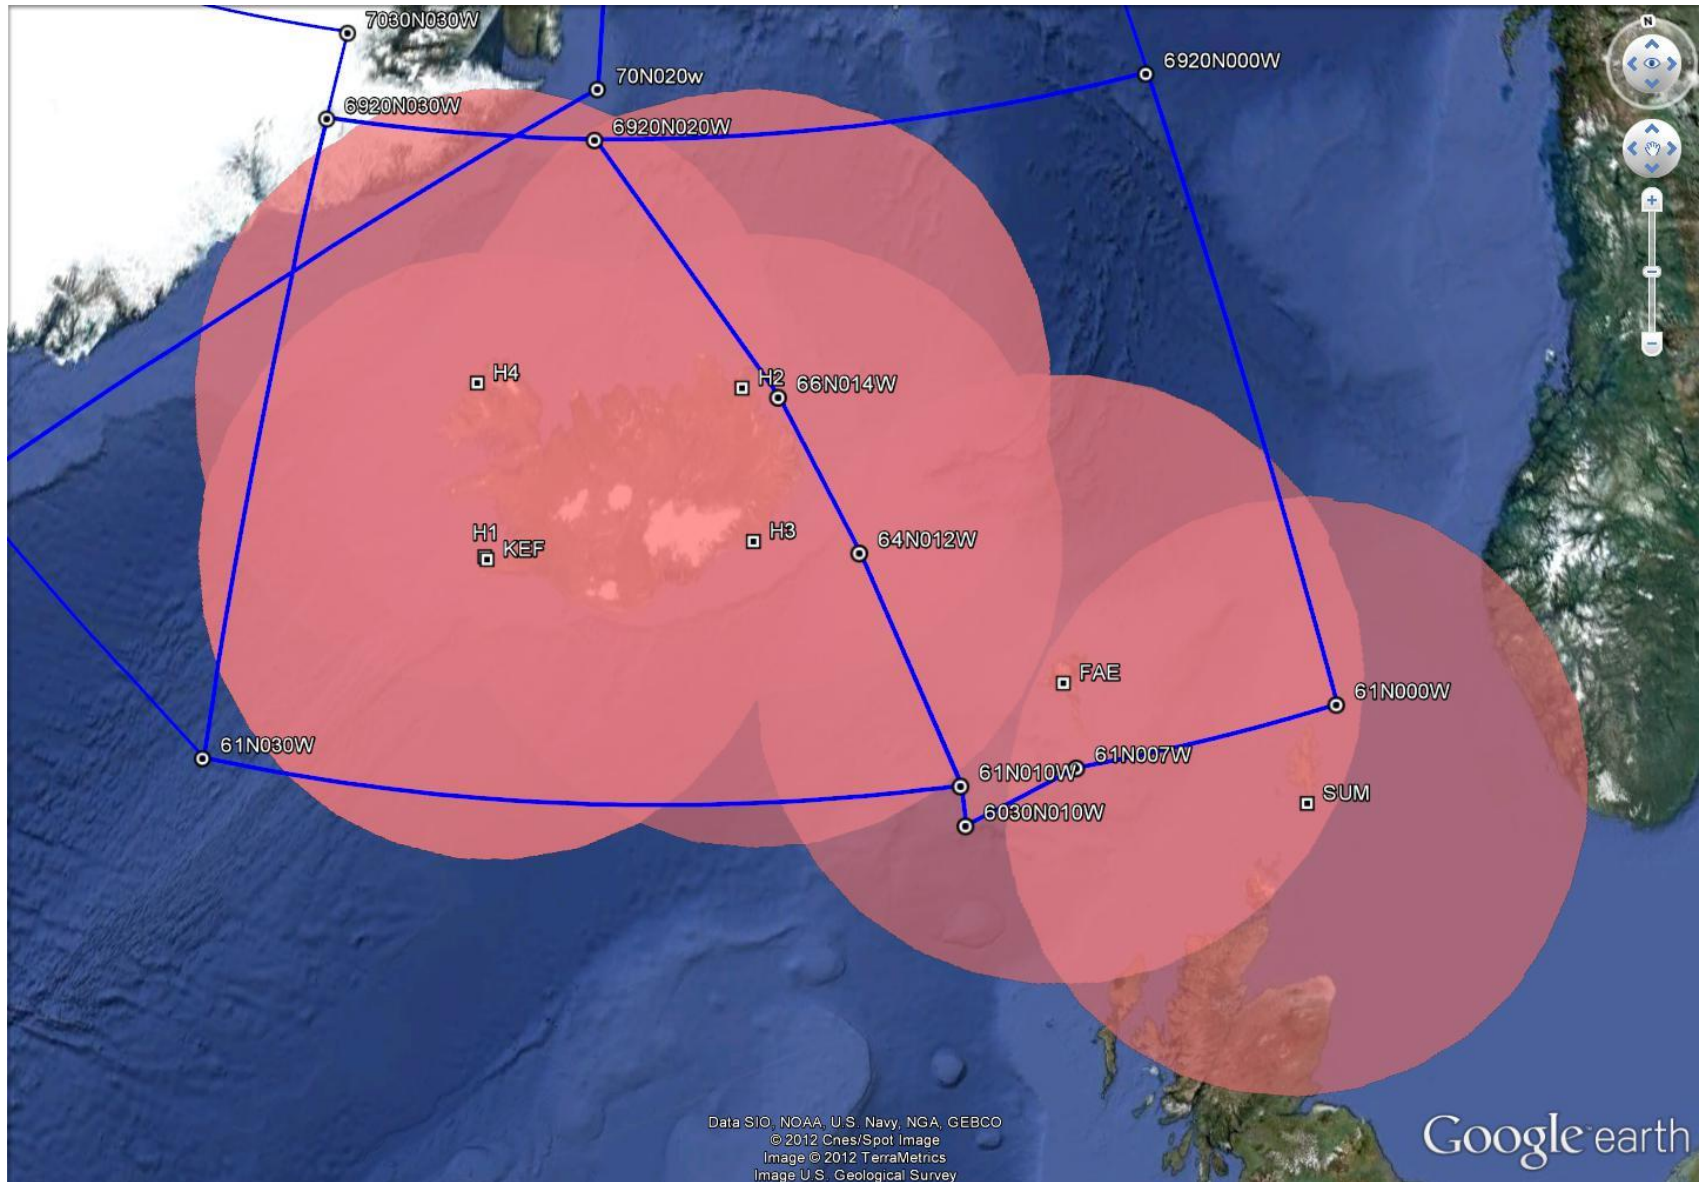 7030N030W
N
6920N000W
70N020w
6920N030W
6920N020W
H4
H2
66N014W
H1
KEF
H3
64N012W
FAE
61N000W
61N030W
61N007W
61N010W
SUM
6030N010W
Data SIO, NOAA, U.S. Navy, NGA, GEBCO
© 2012 Cnes/Spot Image
Image © 2012 TerraMetrics
Image U.S. Geological Survey
Google earth